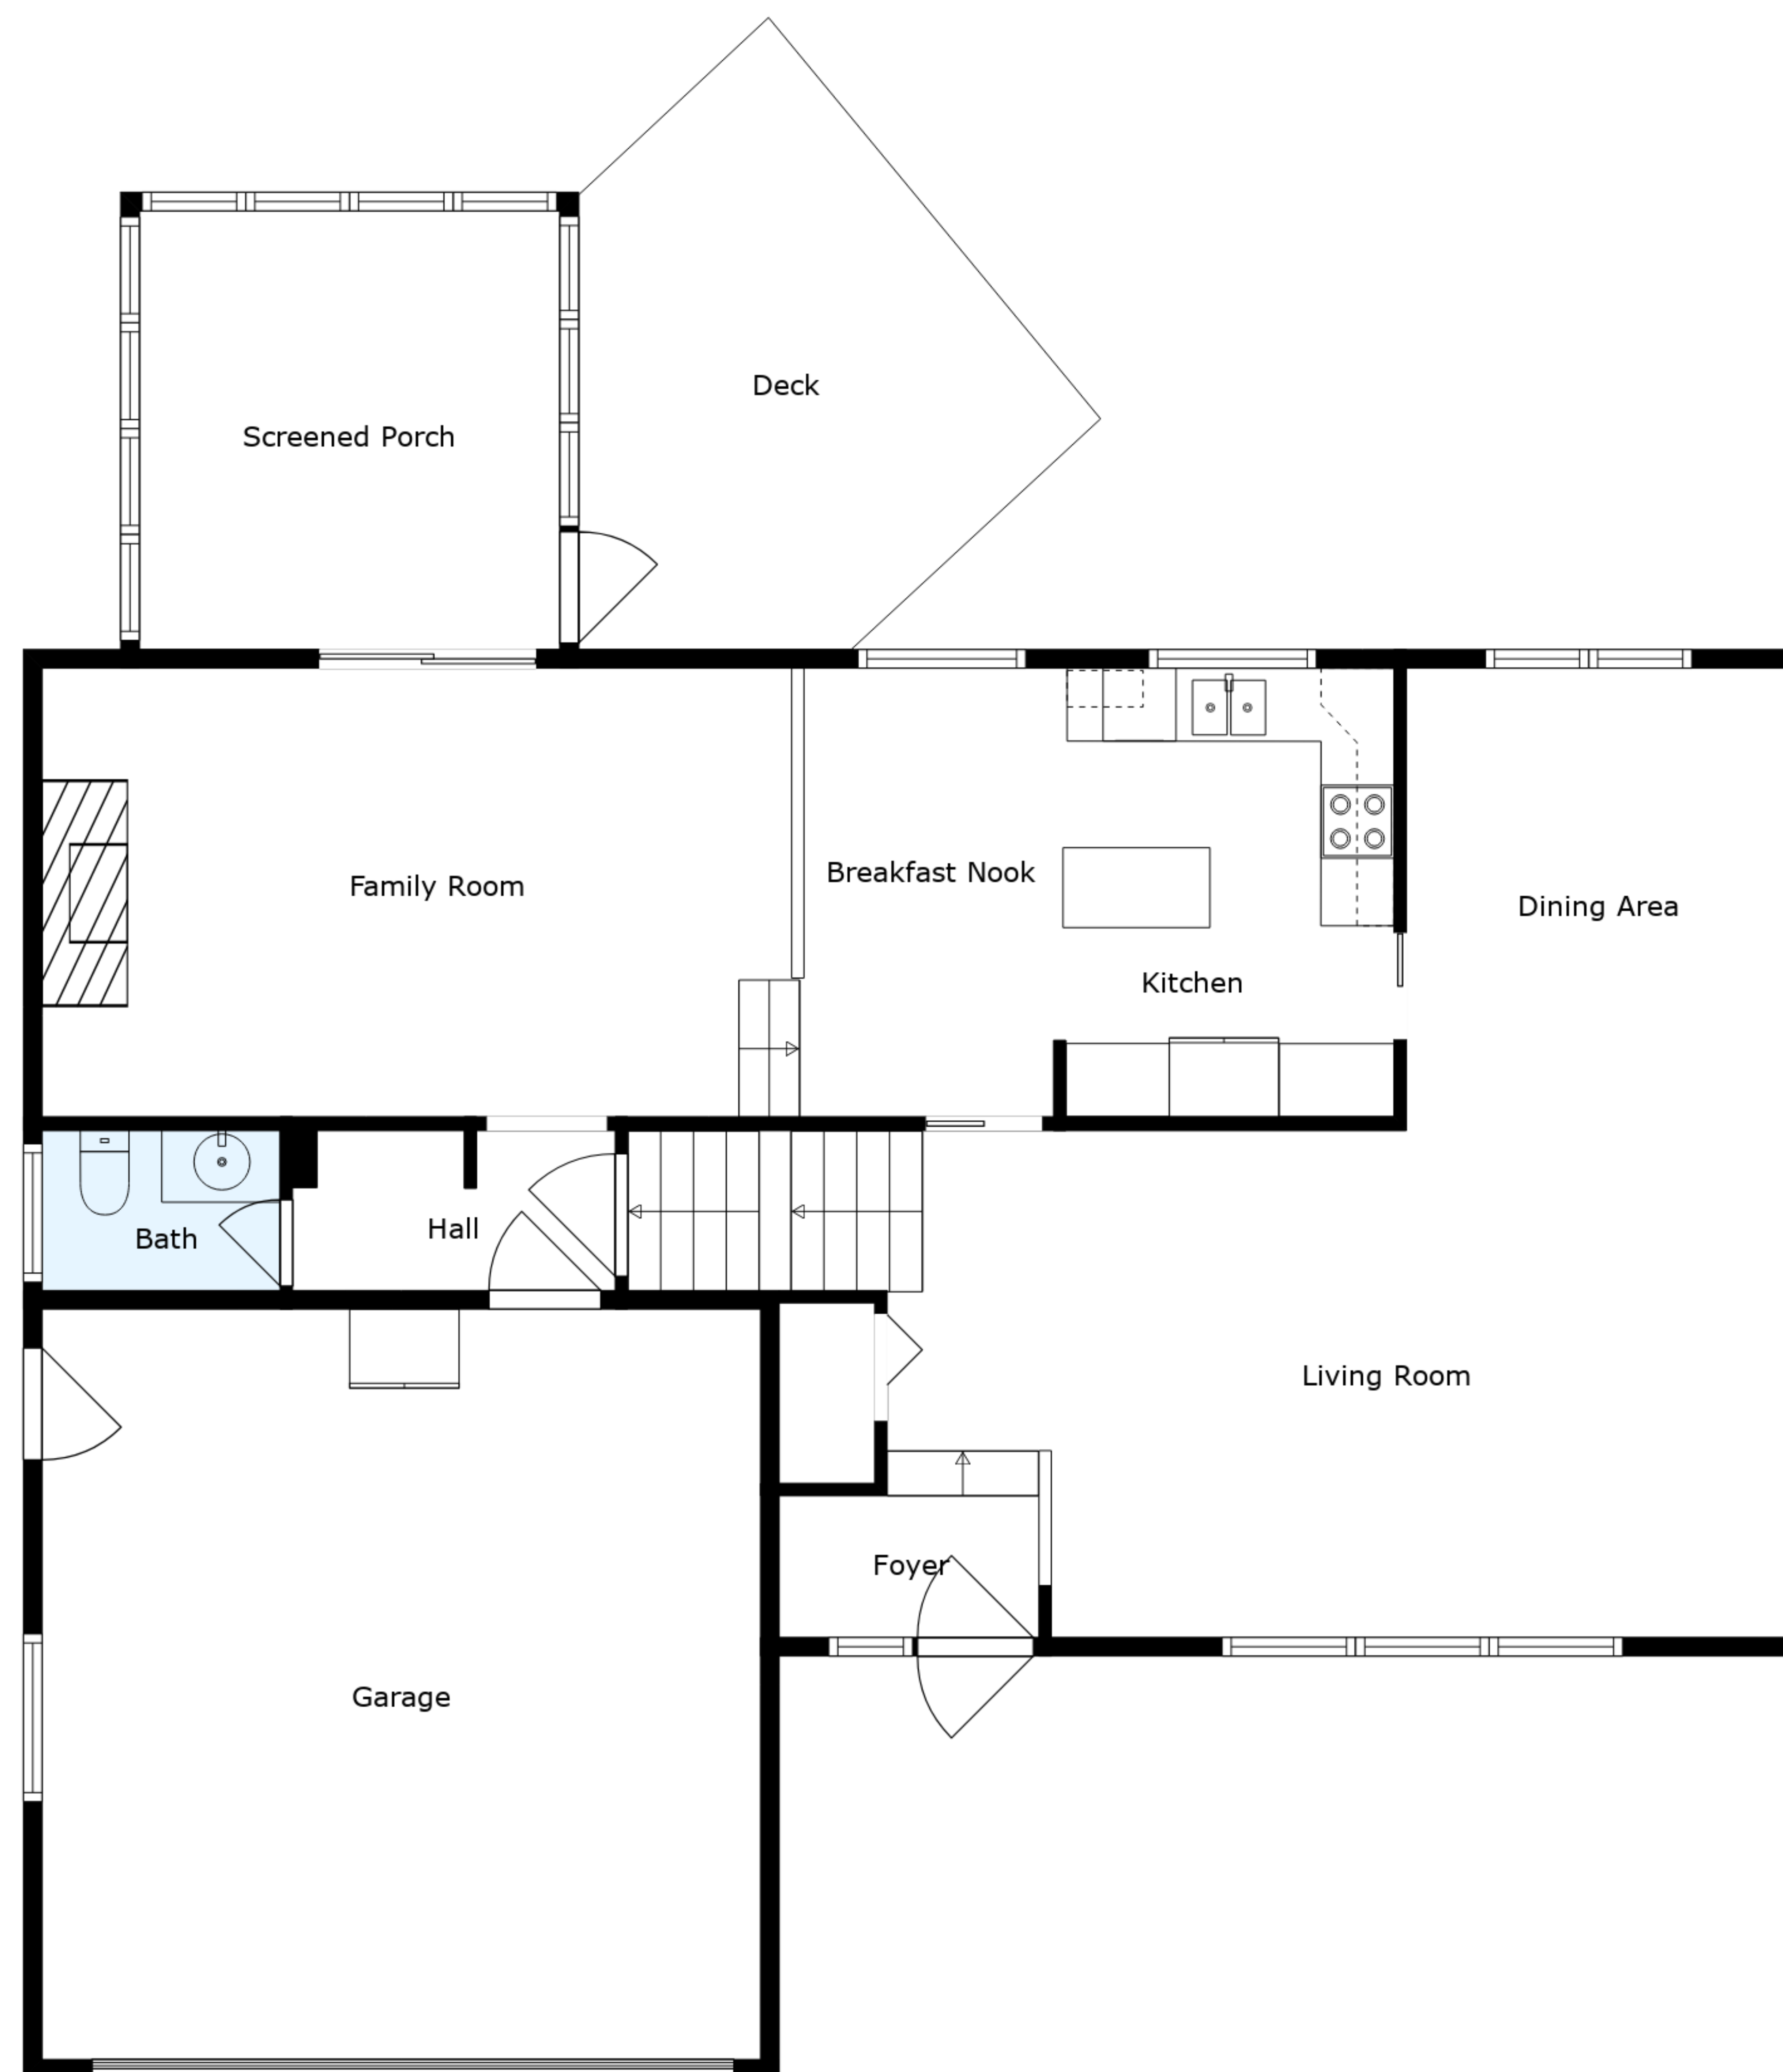 Deck
Screened Porch
Family Room
Breakfast Nook
Dining Area
Kitchen
Bath
Hall
Living Room
Foyer
Garage